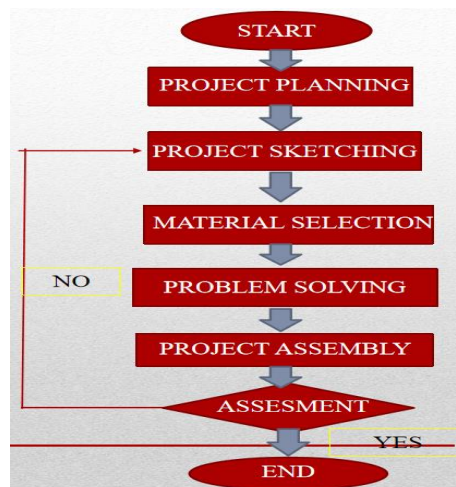 START
PROJECT PLANNING
PROJECT SKETCHING
MATERIAL SELECTION
NO
PROBLEM SOLVING
PROJECT ASSEMBLY
ASSESMENT
YES
END